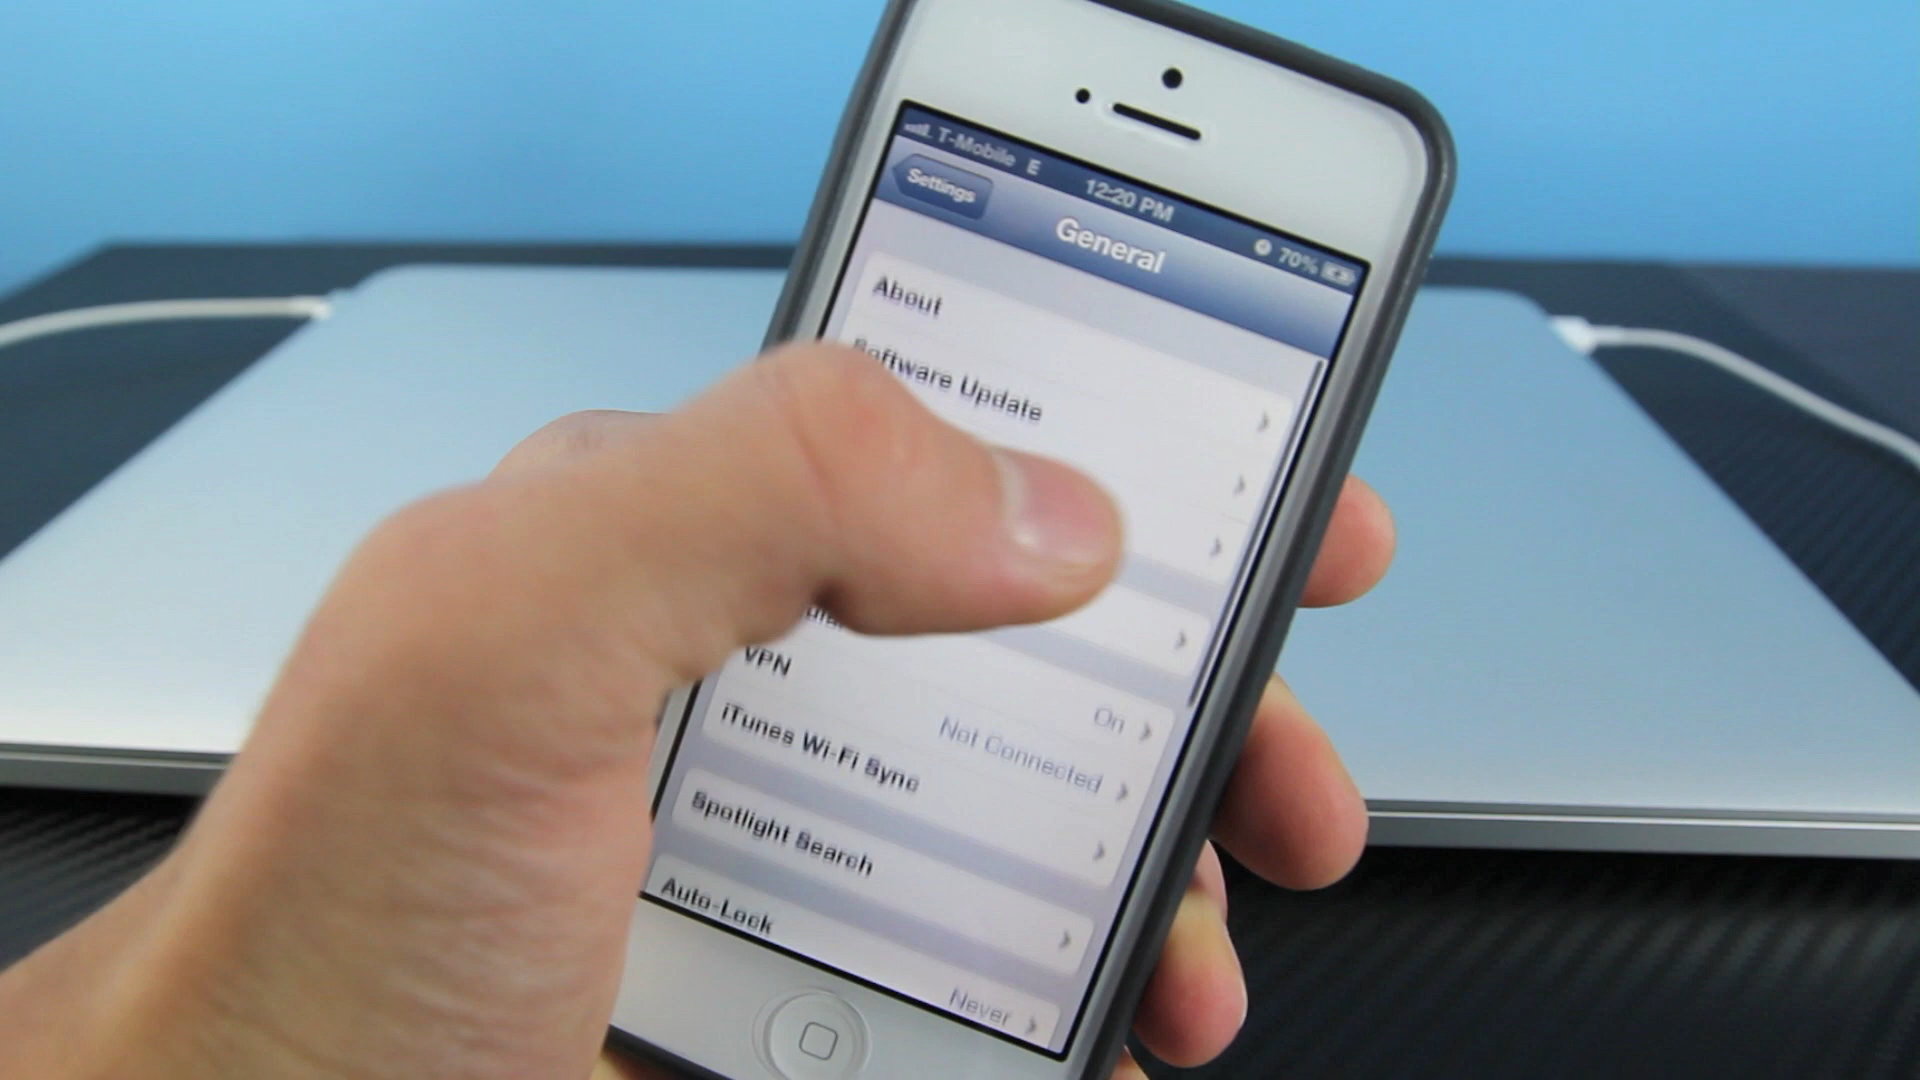 T-Mobile E 12:20 PM 70%
Settings
General
About
Software Update
On
VPN Not Connected
iTunes Wi-Fi Sync
Spotlight Search
Auto-Lock Never